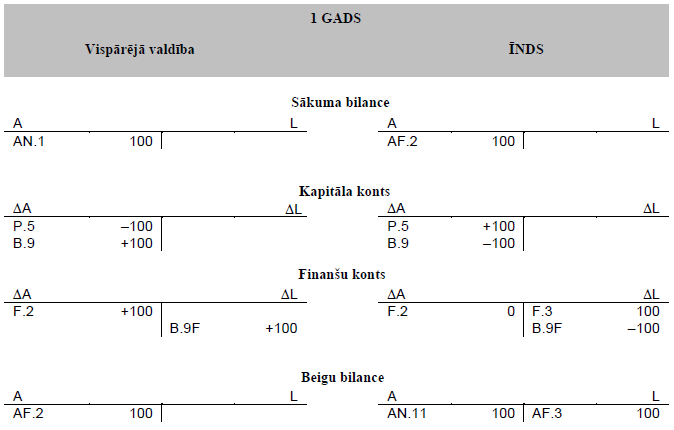 1 GADS
Vispārējā valdība ĪNDS
Sākuma bilance
A L A L
AN.1 100 AF.2 100
Kapitāla konts
ΔA ΔL ΔA ΔL
P.5 –100 P.5 +100
B.9 +100 B.9 –100
Finanšu konts
ΔA ΔL ΔA ΔL
F.2 +100 F.2 0 F.3 100
B.9F +100 B.9F –100
Beigu bilance
A L A L
AF.2 100 AN.11 100 AF.3 100